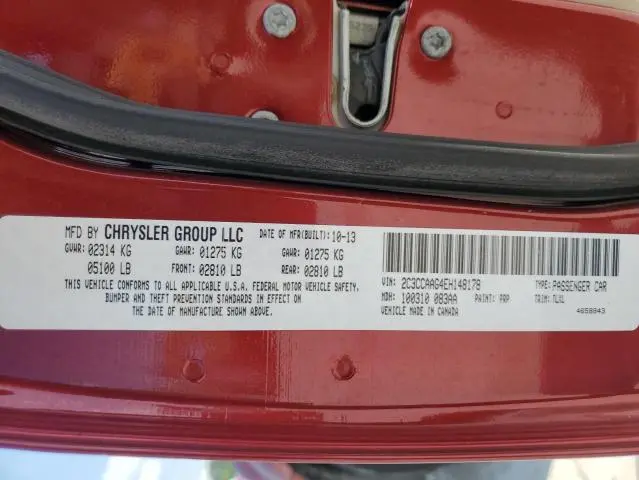 MFD BY CHRYSLER GROUP LLC DATE OF MFR(BUILT): 10-13
GVWR: 02314 KG GAWR: 01275 KG GAWR: 01275 KG
05100 LB FRONT: 02810 LB REAR: 02810 LB
THIS VEHICLE CONFORMS TO ALL APPLICABLE U.S.A. FEDERAL MOTOR VEHICLE SAFETY,
BUMPER AND THEFT PREVENTION STANDARDS IN EFFECT ON
THE DATE OF MANUFACTURE SHOWN ABOVE.
VIN: 2C3CCAAG4EH148178 TYPE: PASSENGER CAR
MDH: 100310 083AA PAINT: PRP TRIM: TLX1
VEHICLE MADE IN CANADA 4658843